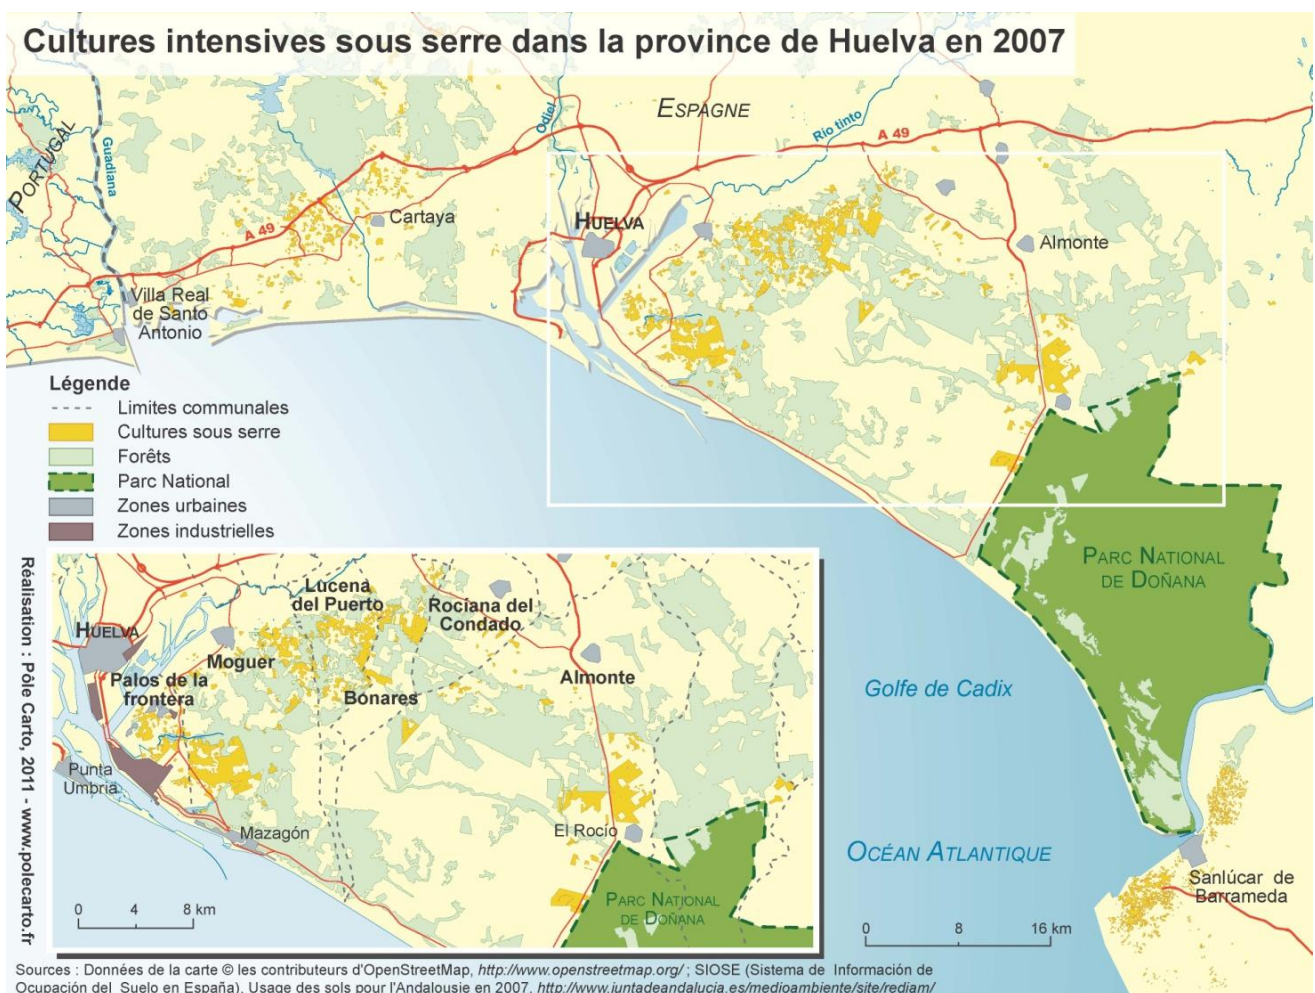 Cultures intensives sous serre dans la province de Huelva en 2007
ESPAGNE
PORTUGAL
Guadiana
Odiel
Rio tinto
A 49
A 49
Cartaya
HUELVA
Almonte
Villa Real
de Santo
Antonio
Légende
Limites communales
Cultures sous serre
Forêts
Parc National
Zones urbaines
Zones industrielles
PARC NATIONAL
DE DOÑANA
Golfe de Cadix
OCÉAN ATLANTIQUE
Sanlúcar de
Barrameda
0 8 16 km
Réalisation : Pôle Carto, 2011 - www.polecarto.fr
Lucena
del Puerto
Rociana del
Condado
HUELVA
Moguer
Palos de la
frontera
Bonares
Almonte
Punta
Umbria
Mazagón
El Rocío
PARC NATIONAL
DE DOÑANA
0 4 8 km
Sources : Données de la carte © les contributeurs d'OpenStreetMap, http://www.openstreetmap.org/ ; SIOSE (Sistema de Información de
Ocupación del Suelo en España), Usage des sols pour l'Andalousie en 2007, http://www.juntadeandalucia.es/medioambiente/site/rediam/